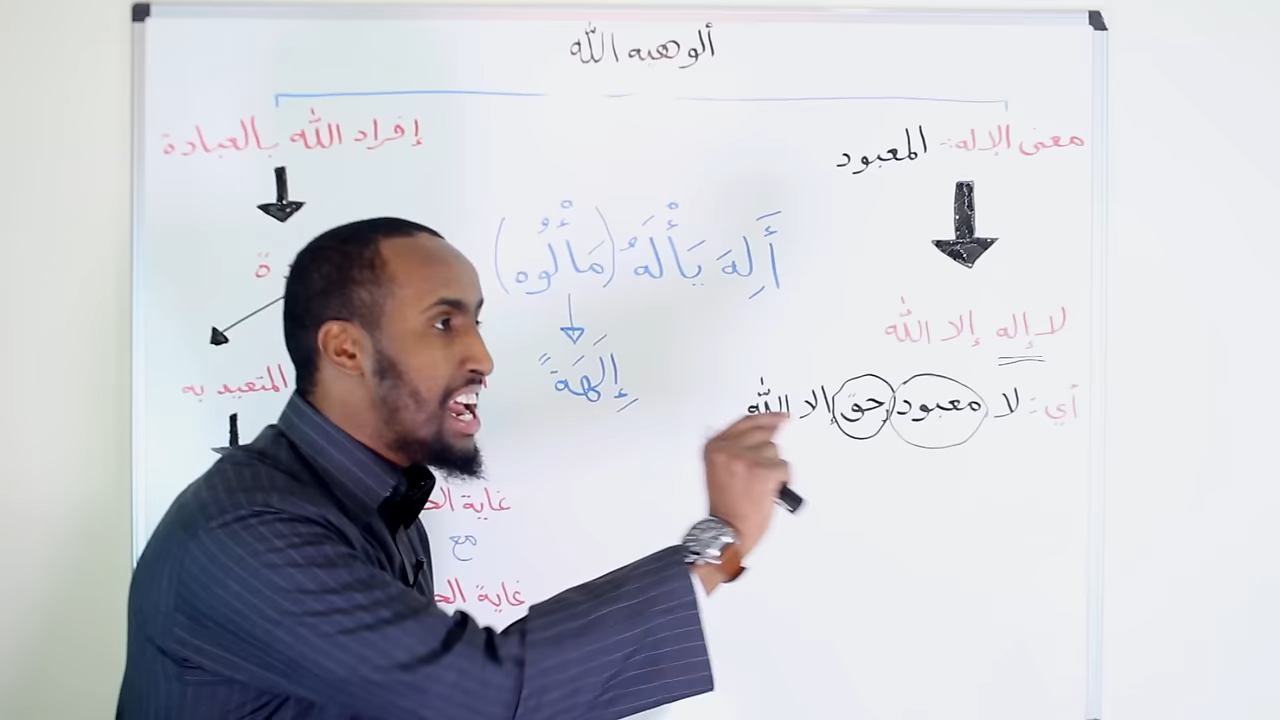 ألوهيه الله
معنى الإله:- المعبود
لا إله إلا الله
أي: لا معبود حق إلا الله
أَلِهَ يَأْلَهُ (مَأْلُوه)
إِلَهَةً
إفراد الله بالعبادة
المتعبد به
غاية
مع
غاية